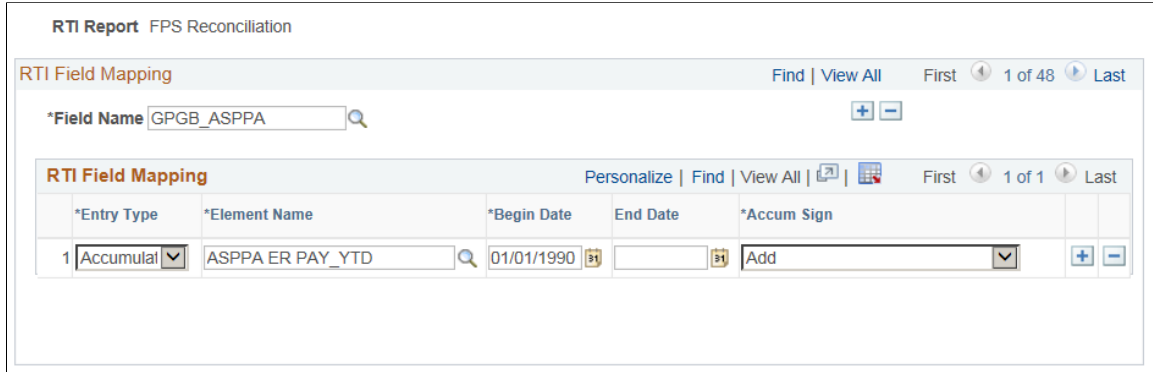 RTI Report FPS Reconciliation
RTI Field Mapping Find | View All First 1 of 48 Last
*Field Name GPGB_ASPPA
RTI Field Mapping Personalize | Find | View All | | First 1 of 1 Last
*Entry Type *Element Name *Begin Date End Date *Accum Sign
1 Accumulat ASPPA ER PAY_YTD 01/01/1990 31 31 Add